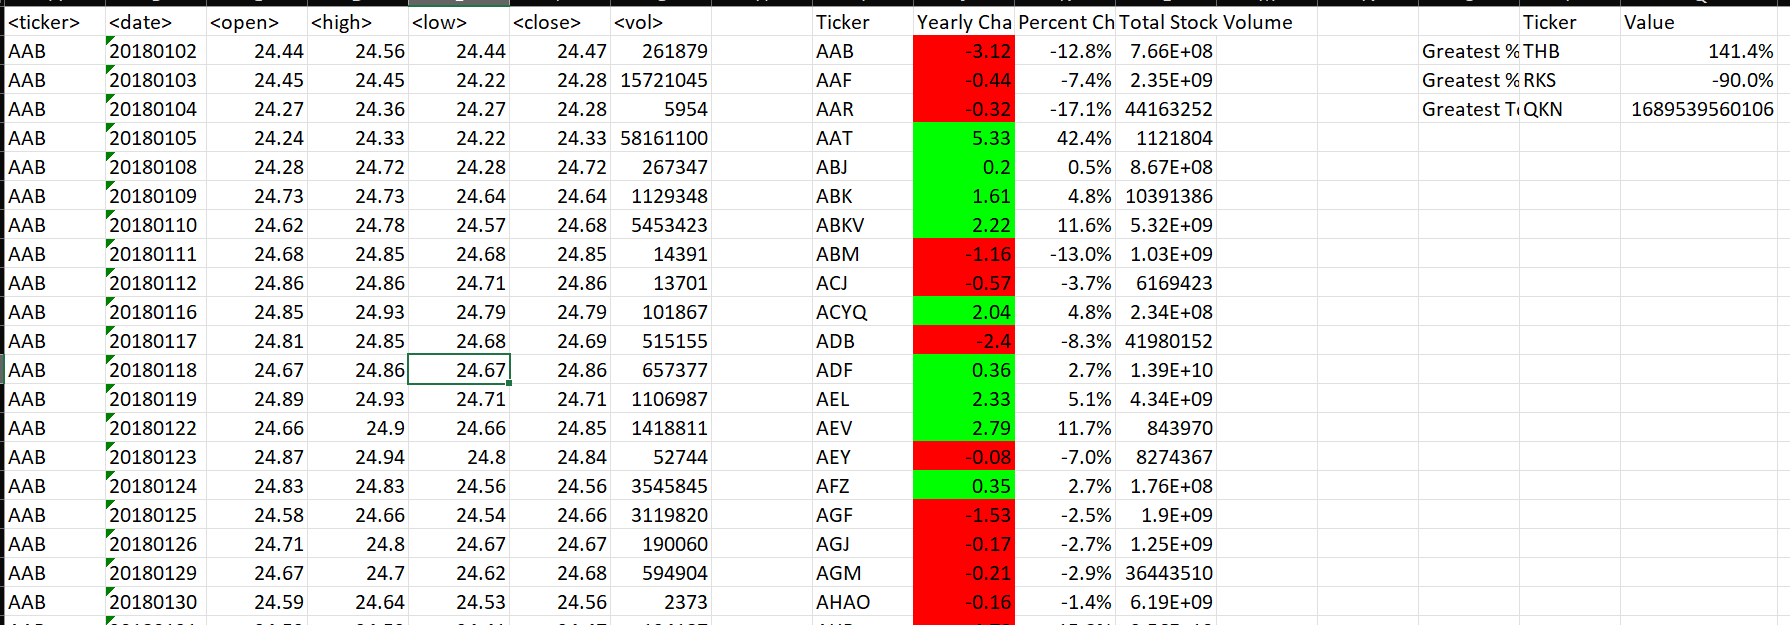 <ticker> <date> <open> <high> <low> <close> <vol> Ticker Yearly Cha Percent Ch Total Stock Volume Ticker Value
AAB 20180102 24.44 24.56 24.44 24.47 261879 AAB -3.12 -12.8% 7.66E+08 Greatest % THB 141.4%
AAB 20180103 24.45 24.45 24.22 24.28 15721045 AAF -0.44 -7.4% 2.35E+09 Greatest % RKS -90.0%
AAB 20180104 24.27 24.36 24.27 24.28 5954 AAR -0.32 -17.1% 44163252 Greatest To QKN 1689539560106
AAB 20180105 24.24 24.33 24.22 24.33 58161100 AAT 5.33 42.4% 1121804
AAB 20180108 24.28 24.72 24.28 24.72 267347 ABJ 0.2 0.5% 8.67E+08
AAB 20180109 24.73 24.73 24.64 24.64 1129348 ABK 1.61 4.8% 10391386
AAB 20180110 24.62 24.78 24.57 24.68 5453423 ABKV 2.22 11.6% 5.32E+09
AAB 20180111 24.68 24.85 24.68 24.85 14391 ABM -1.16 -13.0% 1.03E+09
AAB 20180112 24.86 24.86 24.71 24.86 13701 ACJ -0.57 -3.7% 6169423
AAB 20180116 24.85 24.93 24.79 24.79 101867 ACYQ 2.04 4.8% 2.34E+08
AAB 20180117 24.81 24.85 24.68 24.69 515155 ADB -2.4 -8.3% 41980152
AAB 20180118 24.67 24.86 24.67 24.86 657377 ADF 0.36 2.7% 1.39E+10
AAB 20180119 24.89 24.93 24.71 24.71 1106987 AEL 2.33 5.1% 4.34E+09
AAB 20180122 24.66 24.9 24.66 24.85 1418811 AEV 2.79 11.7% 843970
AAB 20180123 24.87 24.94 24.8 24.84 52744 AEY -0.08 -7.0% 8274367
AAB 20180124 24.83 24.83 24.56 24.56 3545845 AFZ 0.35 2.7% 1.76E+08
AAB 20180125 24.58 24.66 24.54 24.66 3119820 AGF -1.53 -2.5% 1.9E+09
AAB 20180126 24.71 24.8 24.67 24.67 190060 AGJ -0.17 -2.7% 1.25E+09
AAB 20180129 24.67 24.7 24.62 24.68 594904 AGM -0.21 -2.9% 36443510
AAB 20180130 24.59 24.64 24.53 24.56 2373 AHAO -0.16 -1.4% 6.19E+09